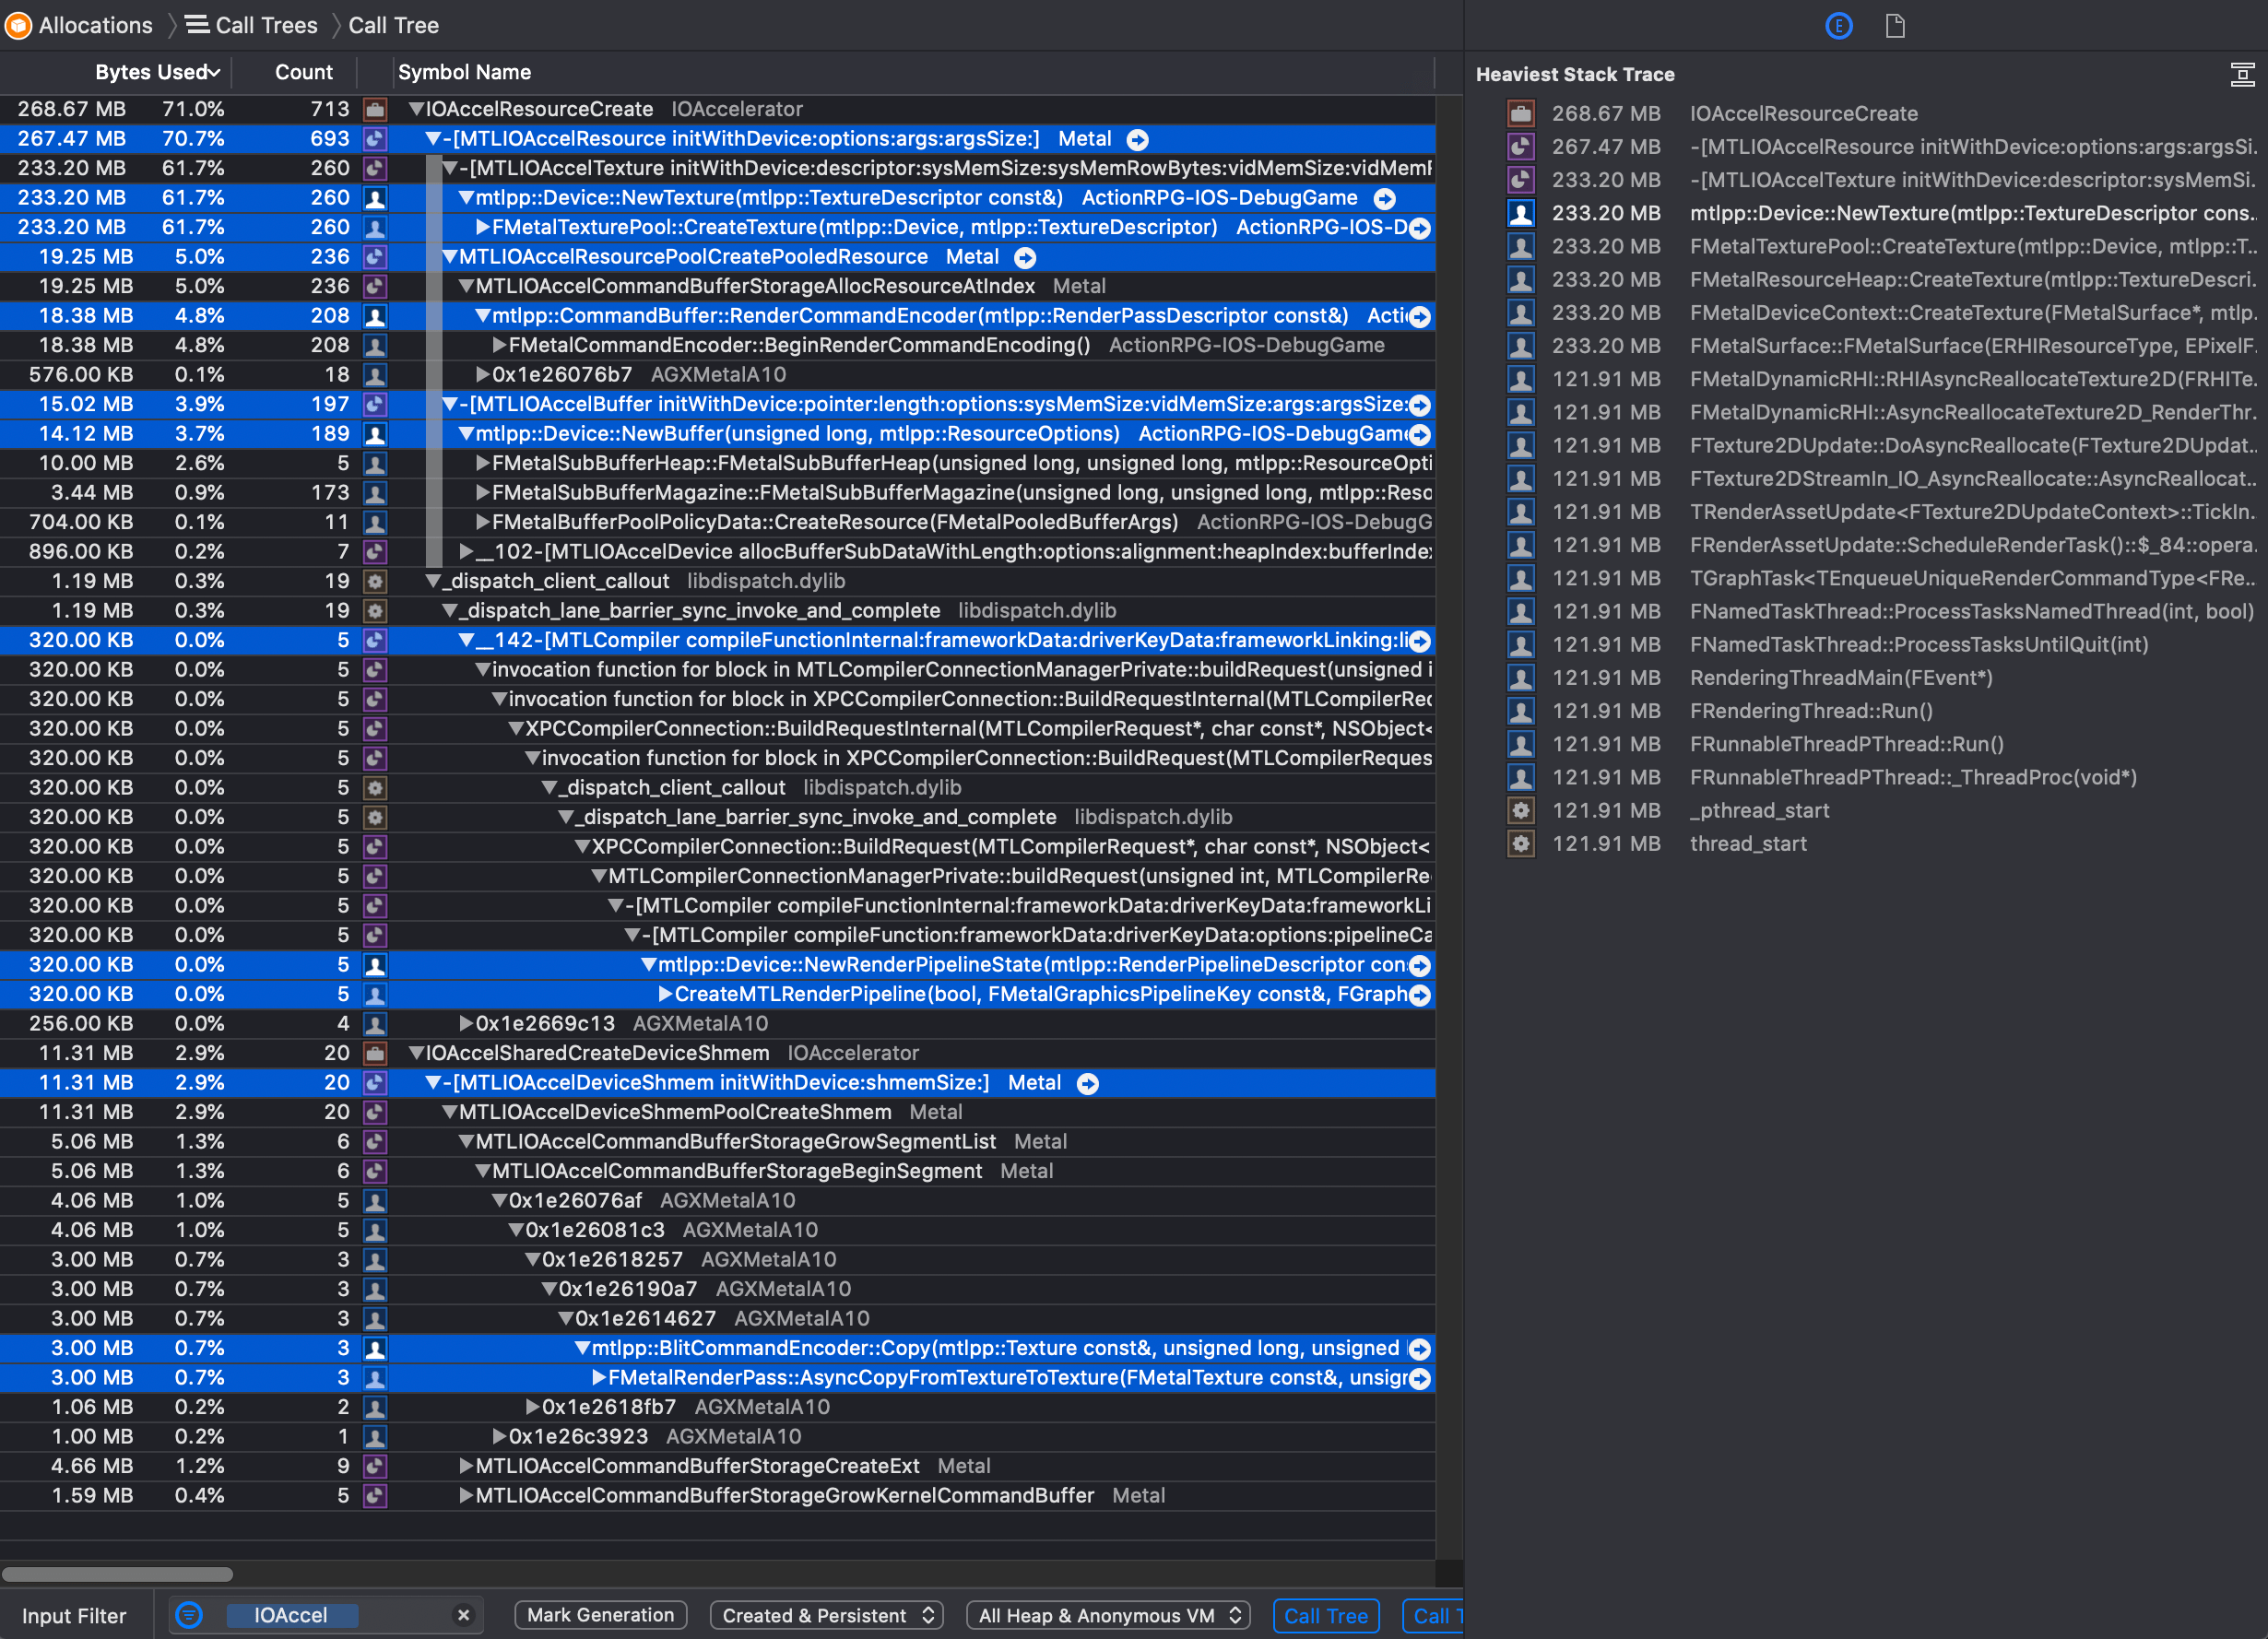 Allocations Call Trees Call Tree
Bytes Used Count Symbol Name
268.67 MB 71.0% 713 IOAccelResourceCreate IOAccelerator
267.47 MB 70.7% 693 -[MTLIOAccelResource initWithDevice:options:args:argsSize:] Metal
233.20 MB 61.7% 260 -[MTLIOAccelTexture initWithDevice:descriptor:sysMemSize:sysMemRowBytes:vidMemSize:vidMemF
233.20 MB 61.7% 260 mtlpp::Device::NewTexture(mtlpp::TextureDescriptor const&) ActionRPG-IOS-DebugGame
233.20 MB 61.7% 260 FMetalTexturePool::CreateTexture(mtlpp::Device, mtlpp::TextureDescriptor) ActionRPG-IOS-D
19.25 MB 5.0% 236 MTLIOAccelResourcePoolCreatePooledResource Metal
19.25 MB 5.0% 236 MTLIOAccelCommandBufferStorageAllocResourceAtIndex Metal
18.38 MB 4.8% 208 mtlpp::CommandBuffer::RenderCommandEncoder(mtlpp::RenderPassDescriptor const&) Acti
18.38 MB 4.8% 208 FMetalCommandEncoder::BeginRenderCommandEncoding() ActionRPG-IOS-DebugGame
576.00 KB 0.1% 18 0x1e26076b7 AGXMetalA10
15.02 MB 3.9% 197 -[MTLIOAccelBuffer initWithDevice:pointer:length:options:sysMemSize:vidMemSize:args:argsSize:
14.12 MB 3.7% 189 mtlpp::Device::NewBuffer(unsigned long, mtlpp::ResourceOptions) ActionRPG-IOS-DebugGame
10.00 MB 2.6% 5 FMetalSubBufferHeap::FMetalSubBufferHeap(unsigned long, unsigned long, mtlpp::ResourceOpti
3.44 MB 0.9% 173 FMetalSubBufferMagazine::FMetalSubBufferMagazine(unsigned long, unsigned long, mtlpp::Reso
704.00 KB 0.1% 11 FMetalBufferPoolPolicyData::CreateResource(FMetalPooledBufferArgs) ActionRPG-IOS-DebugG
896.00 KB 0.2% 7 __102-[MTLIOAccelDevice allocBufferSubDataWithLength:options:alignment:heapIndex:bufferInde
1.19 MB 0.3% 19 _dispatch_client_callout libdispatch.dylib
1.19 MB 0.3% 19 _dispatch_lane_barrier_sync_invoke_and_complete libdispatch.dylib
320.00 KB 0.0% 5 __142-[MTLCompiler compileFunctionInternal:frameworkData:driverKeyData:frameworkLinking:li
320.00 KB 0.0% 5 invocation function for block in MTLCompilerConnectionManagerPrivate::buildRequest(unsigned i
320.00 KB 0.0% 5 invocation function for block in XPCCompilerConnection::BuildRequestInternal(MTLCompilerRec
320.00 KB 0.0% 5 XPCCompilerConnection::BuildRequestInternal(MTLCompilerRequest*, char const*, NSObject<
320.00 KB 0.0% 5 invocation function for block in XPCCompilerConnection::BuildRequest(MTLCompilerReques
320.00 KB 0.0% 5 _dispatch_client_callout libdispatch.dylib
320.00 KB 0.0% 5 _dispatch_lane_barrier_sync_invoke_and_complete libdispatch.dylib
320.00 KB 0.0% 5 XPCCompilerConnection::BuildRequest(MTLCompilerRequest*, char const*, NSObject<
320.00 KB 0.0% 5 MTLCompilerConnectionManagerPrivate::buildRequest(unsigned int, MTLCompilerRe
320.00 KB 0.0% 5 -[MTLCompiler compileFunctionInternal:frameworkData:driverKeyData:frameworkLi
320.00 KB 0.0% 5 -[MTLCompiler compileFunction:frameworkData:driverKeyData:options:pipelineCa
320.00 KB 0.0% 5 mtlpp::Device::NewRenderPipelineState(mtlpp::RenderPipelineDescriptor con
320.00 KB 0.0% 5 CreateMTLRenderPipeline(bool, FMetalGraphicsPipelineKey const&, FGraph
256.00 KB 0.0% 4 0x1e2669c13 AGXMetalA10
11.31 MB 2.9% 20 IOAccelSharedCreateDeviceShmem IOAccelerator
11.31 MB 2.9% 20 -[MTLIOAccelDeviceShmem initWithDevice:shmemSize:] Metal
11.31 MB 2.9% 20 MTLIOAccelDeviceShmemPoolCreateShmem Metal
5.06 MB 1.3% 6 MTLIOAccelCommandBufferStorageGrowSegmentList Metal
5.06 MB 1.3% 6 MTLIOAccelCommandBufferStorageBeginSegment Metal
4.06 MB 1.0% 5 0x1e26076af AGXMetalA10
4.06 MB 1.0% 5 0x1e26081c3 AGXMetalA10
3.00 MB 0.7% 3 0x1e2618257 AGXMetalA10
3.00 MB 0.7% 3 0x1e26190a7 AGXMetalA10
3.00 MB 0.7% 3 0x1e2614627 AGXMetalA10
3.00 MB 0.7% 3 mtlpp::BlitCommandEncoder::Copy(mtlpp::Texture const&, unsigned long, unsigned
3.00 MB 0.7% 3 FMetalRenderPass::AsyncCopyFromTextureToTexture(FMetalTexture const&, unsigr
1.06 MB 0.2% 2 0x1e2618fb7 AGXMetalA10
1.00 MB 0.2% 1 0x1e26c3923 AGXMetalA10
4.66 MB 1.2% 9 MTLIOAccelCommandBufferStorageCreateExt Metal
1.59 MB 0.4% 5 MTLIOAccelCommandBufferStorageGrowKernelCommandBuffer Metal
Input Filter IOAccel Mark Generation Created & Persistent All Heap & Anonymous VM Call Tree Call T
E
Heaviest Stack Trace
268.67 MB IOAccelResourceCreate
267.47 MB -[MTLIOAccelResource initWithDevice:options:args:argsSi...
233.20 MB -[MTLIOAccelTexture initWithDevice:descriptor:sysMemSi...
233.20 MB mtlpp::Device::NewTexture(mtlpp::TextureDescriptor cons...
233.20 MB FMetalTexturePool::CreateTexture(mtlpp::Device, mtlpp::T...
233.20 MB FMetalResourceHeap::CreateTexture(mtlpp::TextureDescri...
233.20 MB FMetalDeviceContext::CreateTexture(FMetalSurface*, mtlp...
233.20 MB FMetalSurface::FMetalSurface(ERHIResourceType, EPixelF...
121.91 MB FMetalDynamicRHI::RHIAsyncReallocateTexture2D(FRHITe...
121.91 MB FMetalDynamicRHI::AsyncReallocateTexture2D_RenderThr...
121.91 MB FTexture2DUpdate::DoAsyncReallocate(FTexture2DUpdat...
121.91 MB FTexture2DStreamIn_IO_AsyncReallocate::AsyncReallocat...
121.91 MB TRenderAssetUpdate<FTexture2DUpdateContext>::TickIn...
121.91 MB FRenderAssetUpdate::ScheduleRenderTask()::$_84::opera...
121.91 MB TGraphTask<TEnqueueUniqueRenderCommandType<FRe...
121.91 MB FNamedTaskThread::ProcessTasksNamedThread(int, bool)
121.91 MB FNamedTaskThread::ProcessTasksUntilQuit(int)
121.91 MB RenderingThreadMain(FEvent*)
121.91 MB FRenderingThread::Run()
121.91 MB FRunnableThreadPThread::Run()
121.91 MB FRunnableThreadPThread::_ThreadProc(void*)
121.91 MB _pthread_start
121.91 MB thread_start